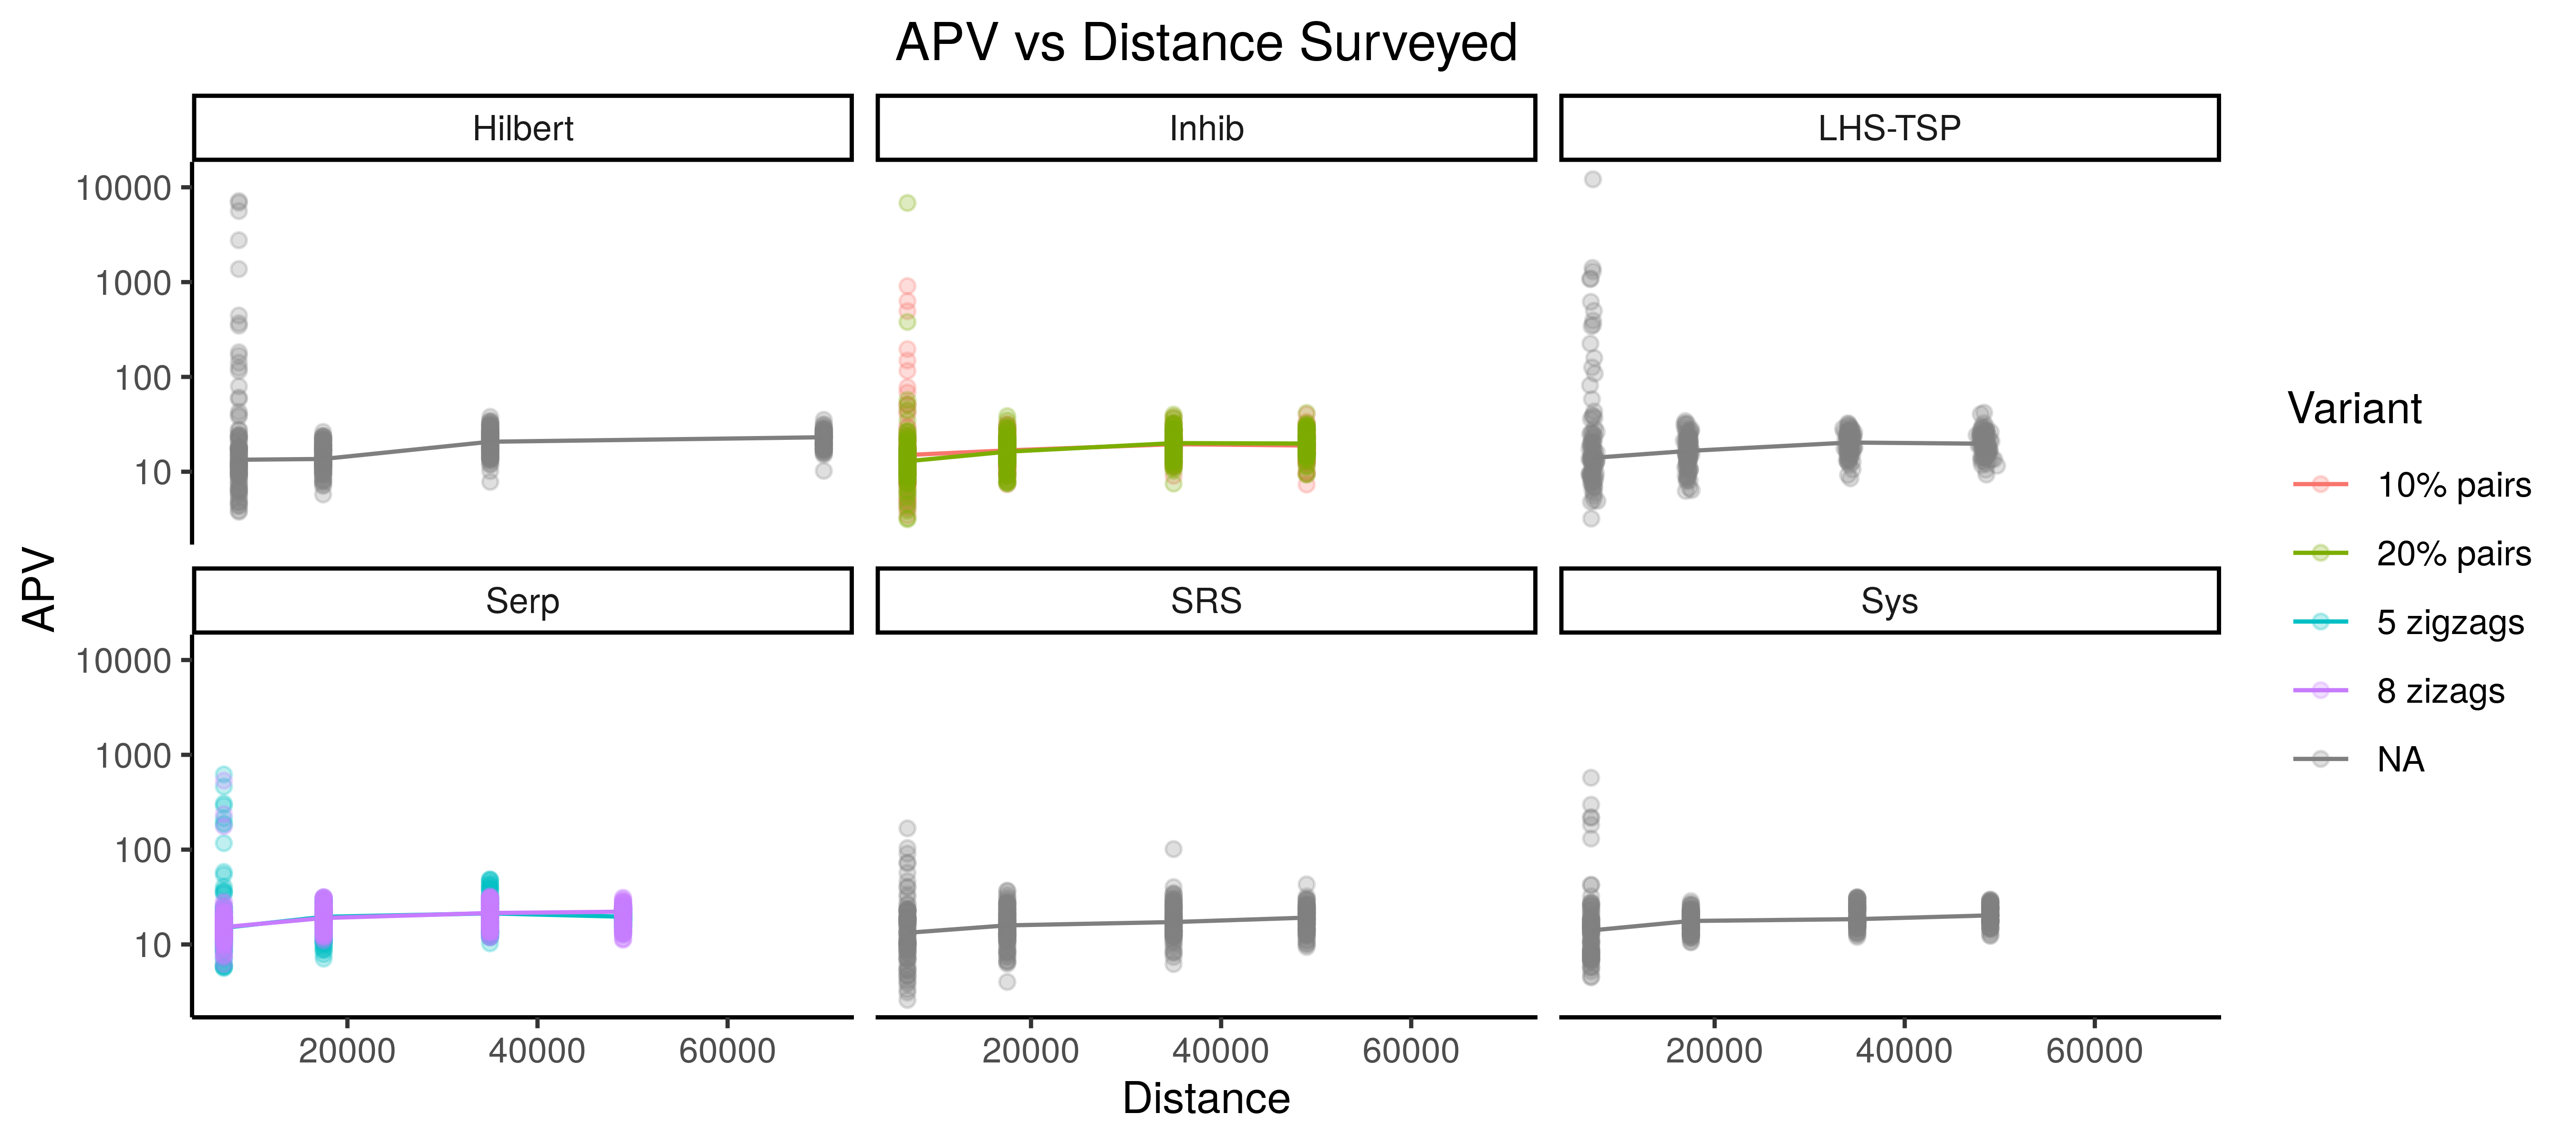 APV vs Distance Surveyed
Hilbert
Inhib
LHS-TSP
10000
1000
100
10
Serp
SRS
Sys
10000
1000
100
10
20000 40000 60000
20000 40000 60000
20000 40000 60000
Distance
APV
Variant
10% pairs
20% pairs
5 zigzags
8 zizags
NA